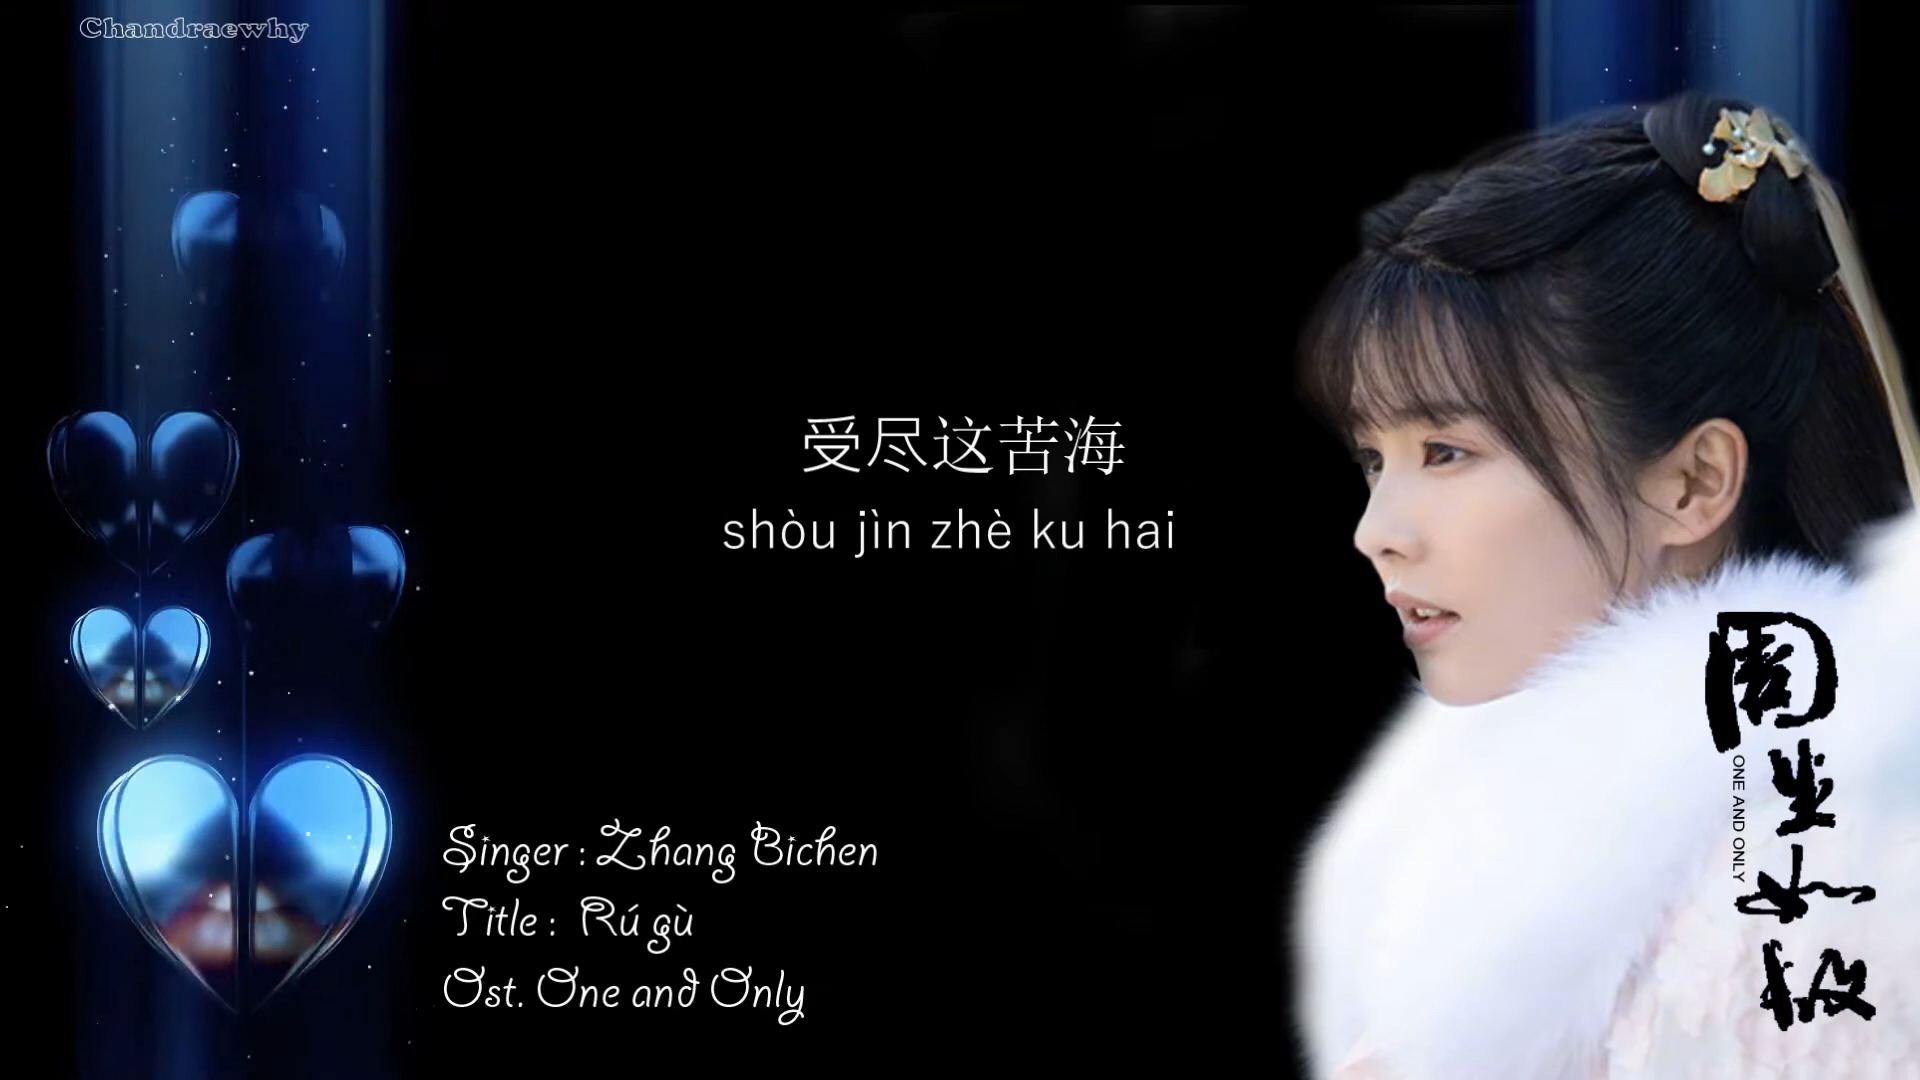 Chandraewhy
受尽这苦海
shòu jìn zhè ku hai
周生如故
ONE AND ONLY
Singer : Zhang Bichen
Title : Rú gù
Ost. One and Only